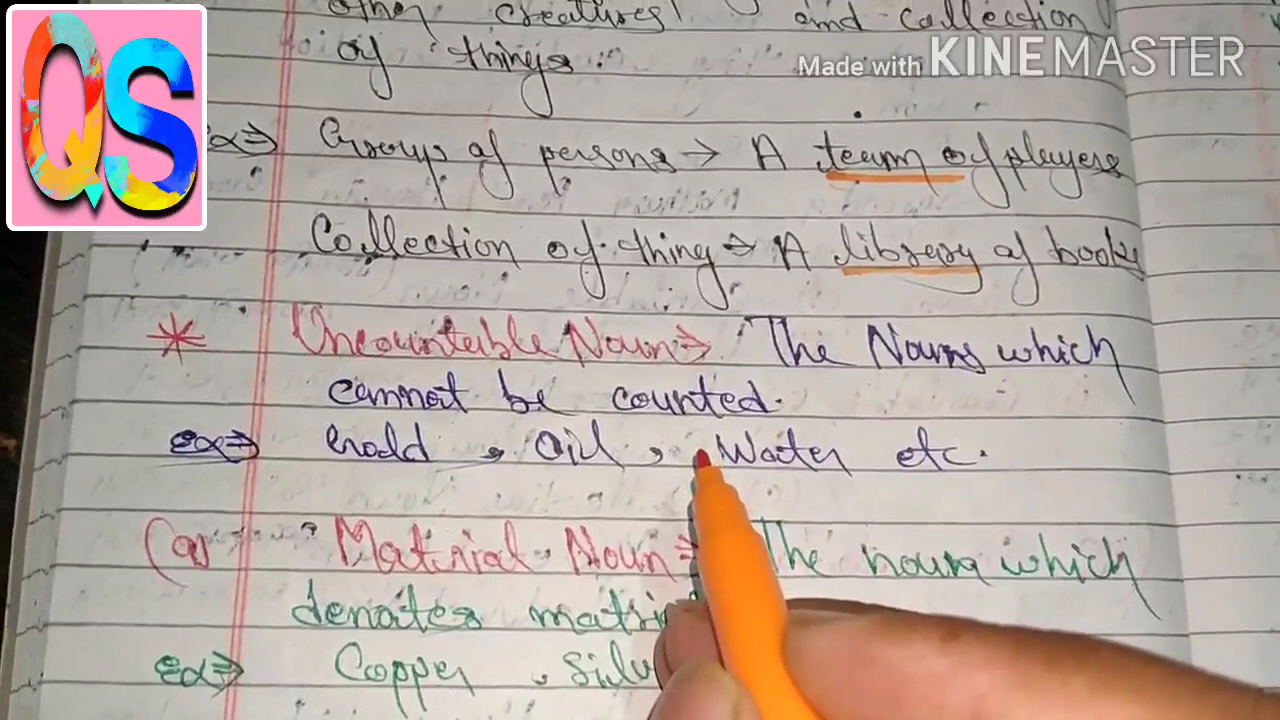 QS
Made with KINEMASTER
other creatures and collection
of things.
ex⇒ Group of persons → A team of players
Collection of thing → A library of books
* Uncountable Noun⇒ The Nouns which
cannot be counted.
ex⇒ Gold, Oil, Water etc.
(a) Matrial Noun⇒ The noun which
denotes matri
ex⇒ Copper, Silv